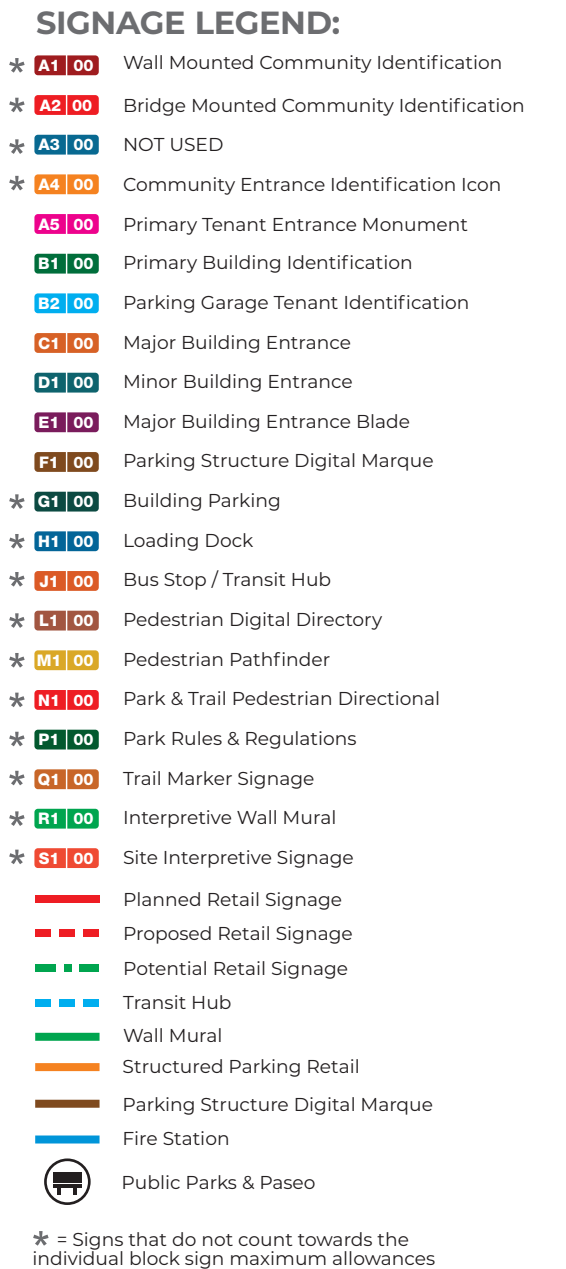 SIGNAGE LEGEND:
* A1 00 Wall Mounted Community Identification
* A2 00 Bridge Mounted Community Identification
* A3 00 NOT USED
* A4 00 Community Entrance Identification Icon
A5 00 Primary Tenant Entrance Monument
B1 00 Primary Building Identification
B2 00 Parking Garage Tenant Identification
C1 00 Major Building Entrance
D1 00 Minor Building Entrance
E1 00 Major Building Entrance Blade
F1 00 Parking Structure Digital Marque
* G1 00 Building Parking
* H1 00 Loading Dock
* J1 00 Bus Stop / Transit Hub
* L1 00 Pedestrian Digital Directory
* M1 00 Pedestrian Pathfinder
* N1 00 Park & Trail Pedestrian Directional
* P1 00 Park Rules & Regulations
* Q1 00 Trail Marker Signage
* R1 00 Interpretive Wall Mural
* S1 00 Site Interpretive Signage
Planned Retail Signage
Proposed Retail Signage
Potential Retail Signage
Transit Hub
Wall Mural
Structured Parking Retail
Parking Structure Digital Marque
Fire Station
Public Parks & Paseo
* = Signs that do not count towards the
individual block sign maximum allowances